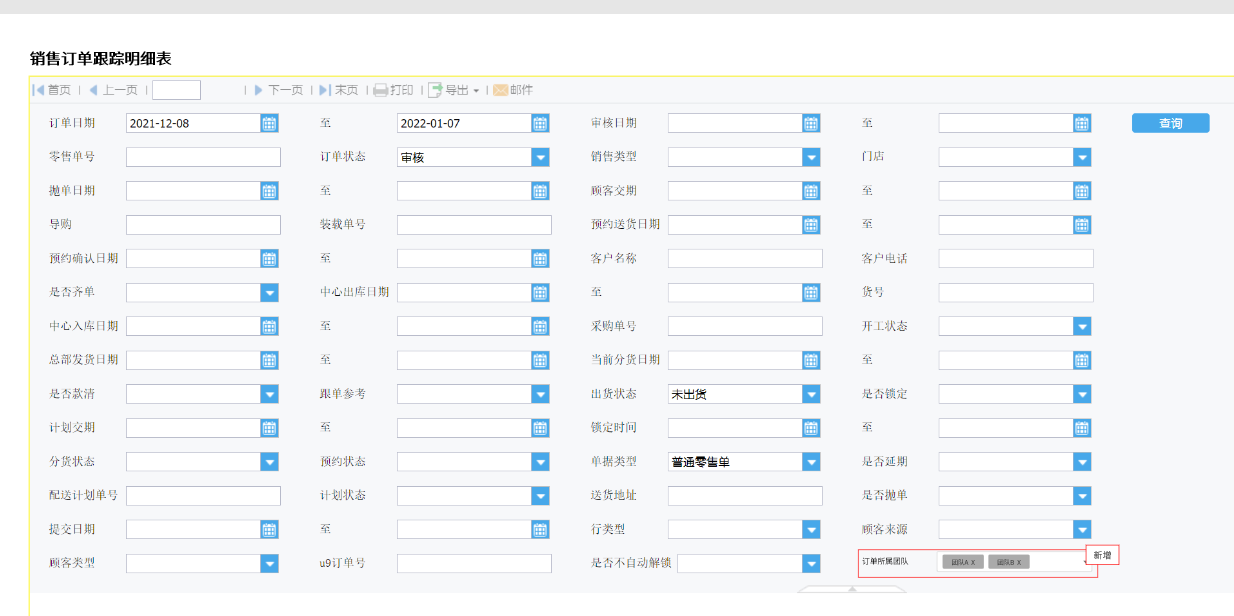 销售订单跟踪明细表
首页 | 上一页 | | 下一页 | 末页 | 打印 | 导出 | 邮件
订单日期 2021-12-08 至 2022-01-07 审核日期 至 查询
零售单号 订单状态 审核 销售类型 门店
抛单日期 至 顾客交期 至
导购 装载单号 预约送货日期 至
预约确认日期 至 客户名称 客户电话
是否齐单 中心出库日期 至 货号
中心入库日期 至 采购单号 开工状态
总部发货日期 至 当前分货日期 至
是否款清 跟单参考 出货状态 未出货 是否锁定
计划交期 至 锁定时间 至
分货状态 预约状态 单据类型 普通零售单 是否延期
配送计划单号 计划状态 送货地址 是否抛单
提交日期 至 行类型 顾客来源
顾客类型 u9订单号 是否不自动解锁 订单所属团队 团队A X 团队B X 新增